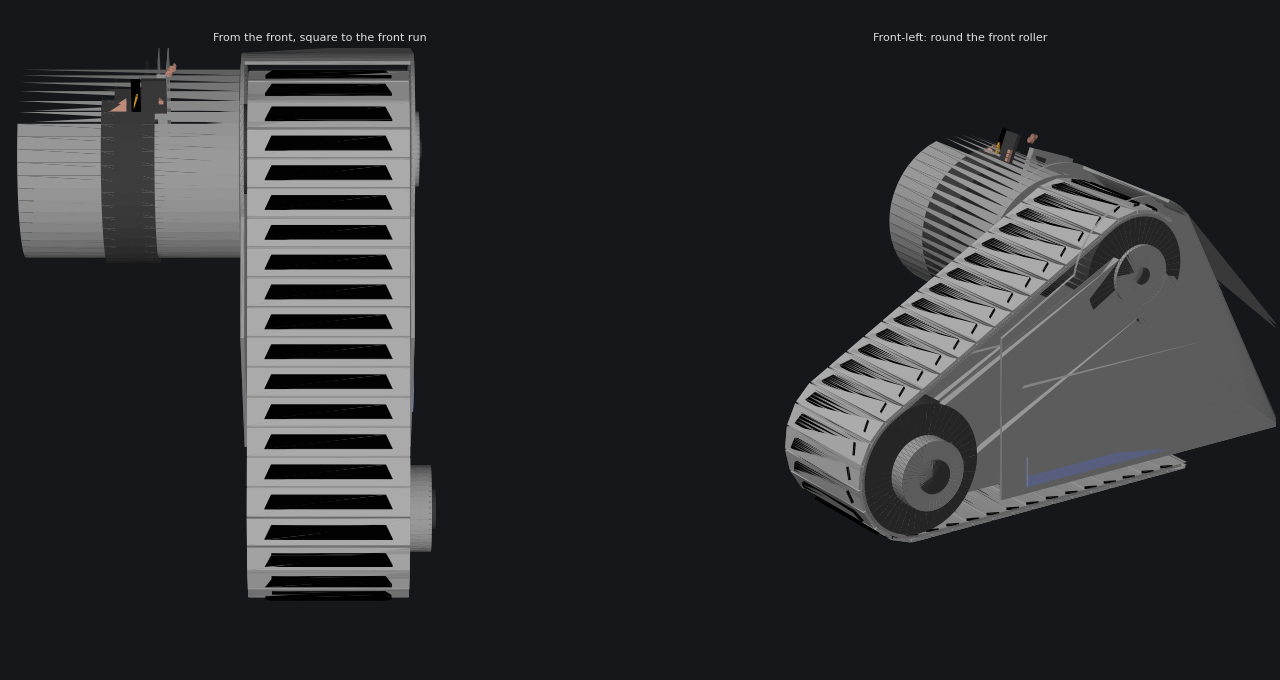 From the front, square to the front run
Front-left: round the front roller